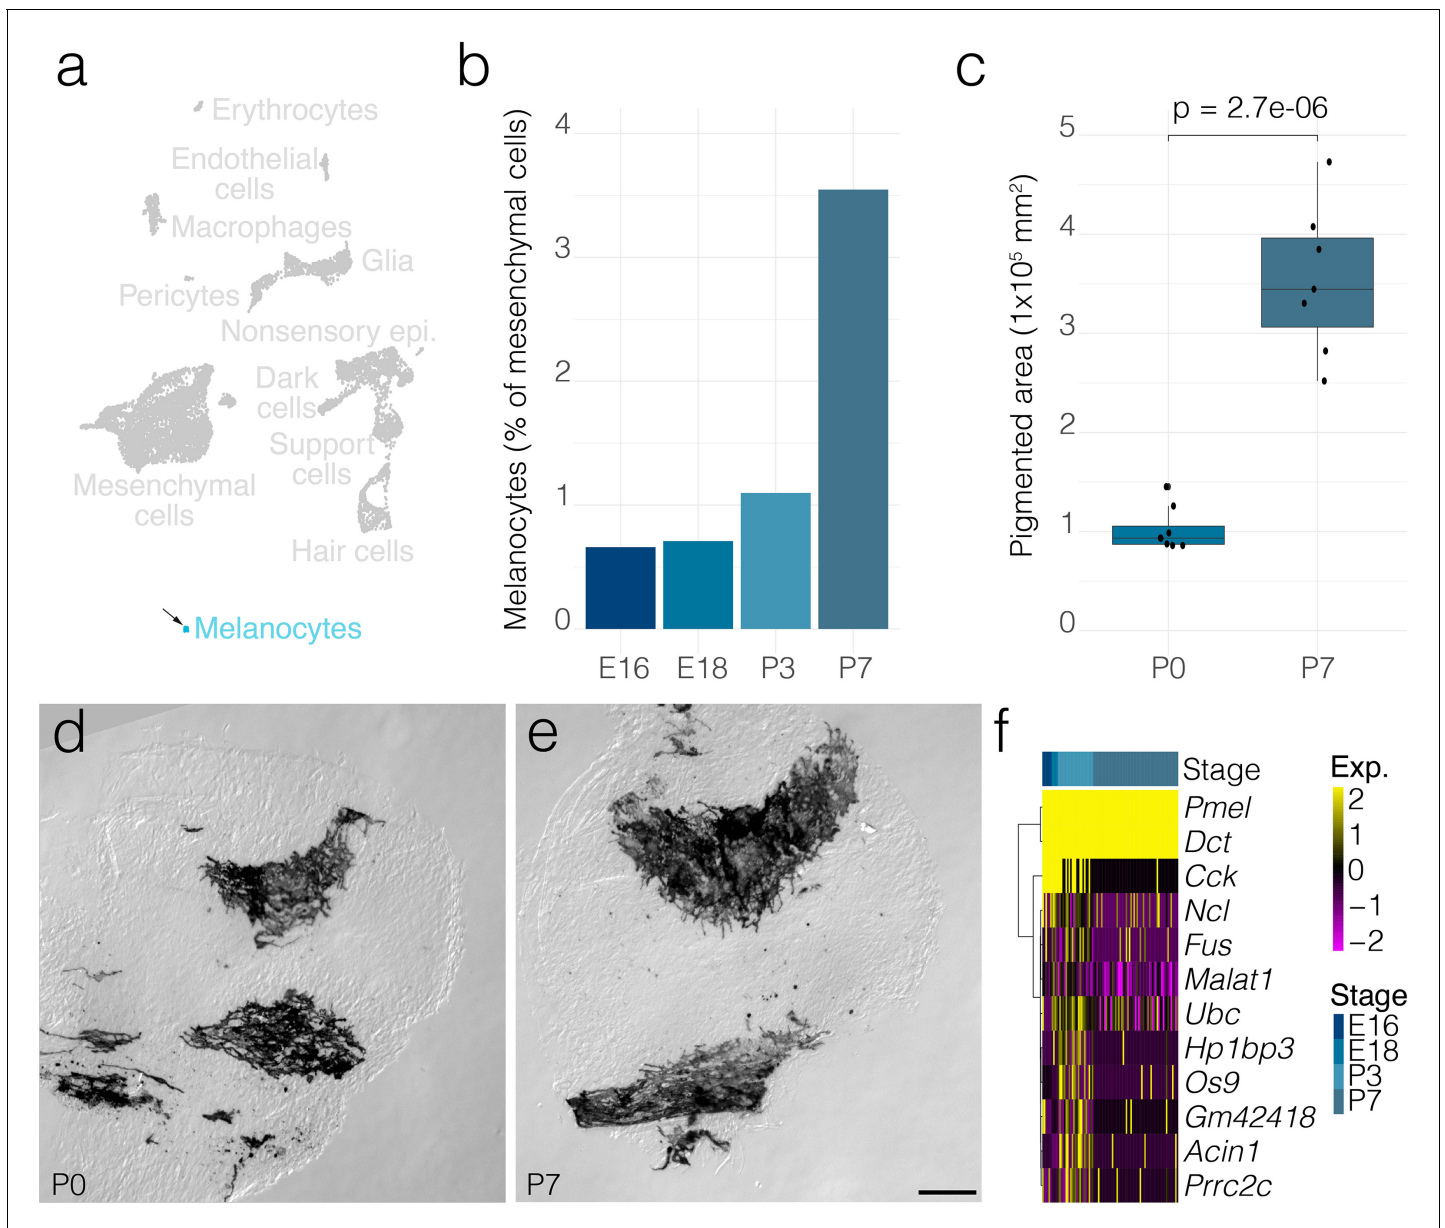 a
Erythrocytes
Endothelial
cells
Macrophages
Glia
Pericytes
Nonsensory epi.
Dark
cells
Support
cells
Mesenchymal
cells
Hair cells
Melanocytes
b
Melanocytes (% of mesenchymal cells)
4
3
2
1
0
E16 E18 P3 P7
c
p = 2.7e-06
Pigmented area (1x10⁵ mm²)
5
4
3
2
1
0
P0 P7
d
P0
e
P7
f
Stage
Pmel
Dct
Cck
Ncl
Fus
Malat1
Ubc
Hp1bp3
Os9
Gm42418
Acin1
Prrc2c
Exp.
2
1
0
−1
−2
Stage
E16
E18
P3
P7